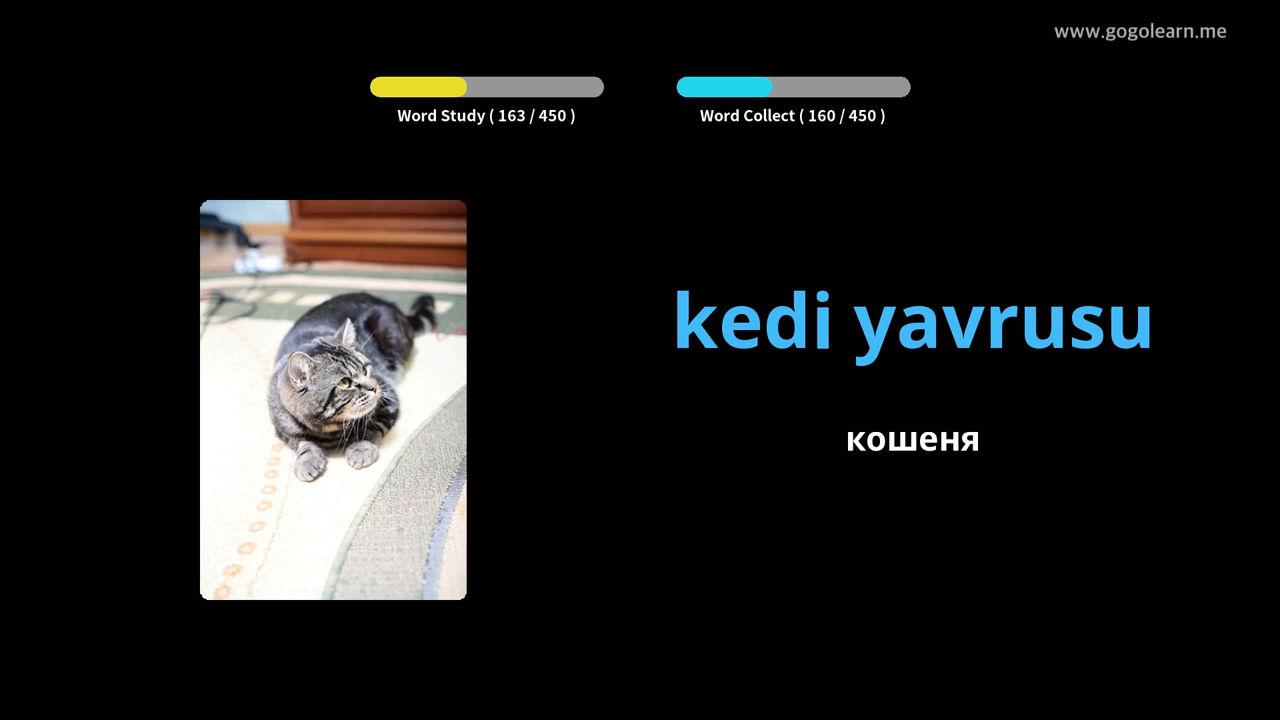 www.gogolearn.me
Word Study ( 163 / 450 )
Word Collect ( 160 / 450 )
kedi yavrusu
кошеня